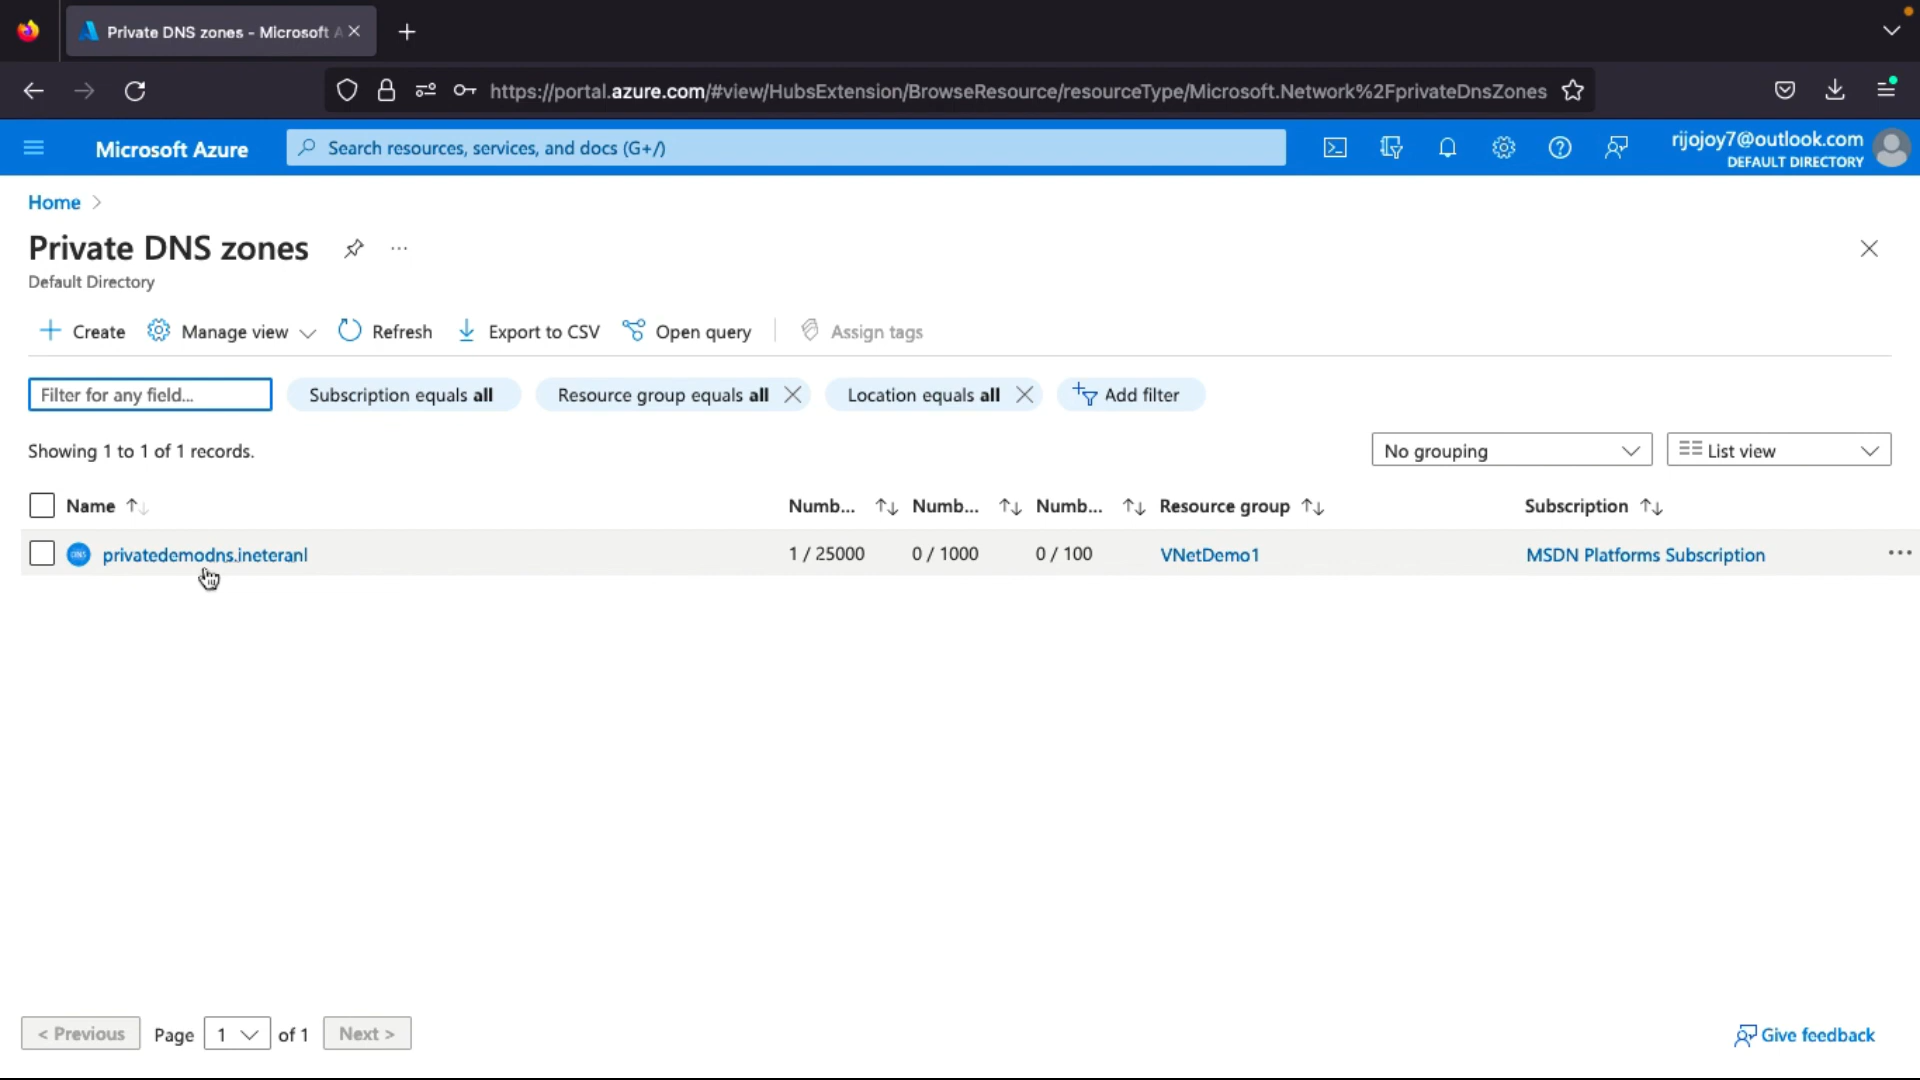 Private DNS zones - Microsoft A
https://portal.azure.com/#view/HubsExtension/BrowseResource/resourceType/Microsoft.Network%2FprivateDnsZones
Microsoft Azure
Search resources, services, and docs (G+/)
rijojoy7@outlook.com
DEFAULT DIRECTORY
Home
Private DNS zones
Default Directory
Create Manage view Refresh Export to CSV Open query Assign tags
Filter for any field... Subscription equals all Resource group equals all Location equals all Add filter
Showing 1 to 1 of 1 records. No grouping List view
Name Numb... Numb... Numb... Resource group Subscription
DNS privatedemodns.ineteranl 1 / 25000 0 / 1000 0 / 100 VNetDemo1 MSDN Platforms Subscription
< Previous Page 1 of 1 Next > Give feedback